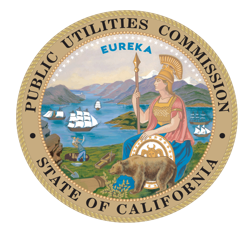 PUBLIC UTILITIES COMMISSION
EUREKA
STATE OF CALIFORNIA